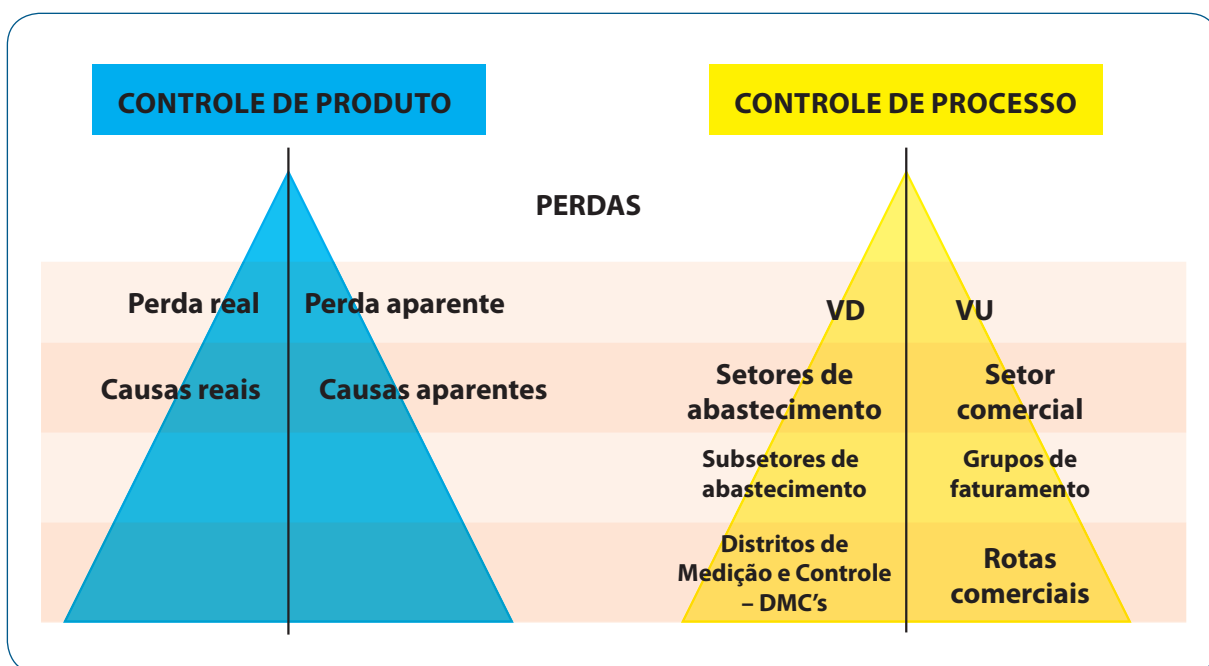 CONTROLE DE PRODUTO
CONTROLE DE PROCESSO
PERDAS
Perda real
Perda aparente
VD
VU
Causas reais
Causas aparentes
Setores de
abastecimento
Setor
comercial
Subsetores de
abastecimento
Grupos de
faturamento
Distritos de
Medição e Controle
– DMC’s
Rotas
comerciais